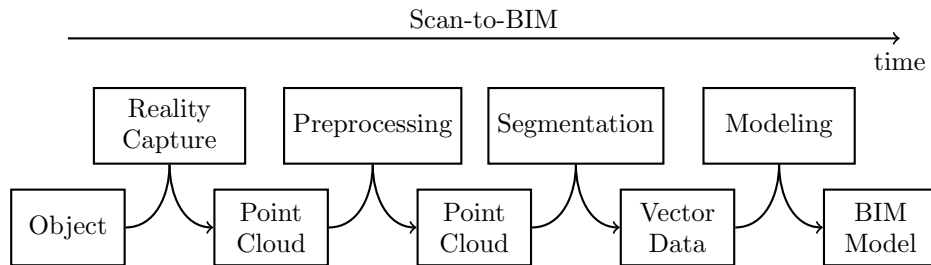 Scan-to-BIM
time
Reality
Capture
Preprocessing
Segmentation
Modeling
Object
Point
Cloud
Point
Cloud
Vector
Data
BIM
Model